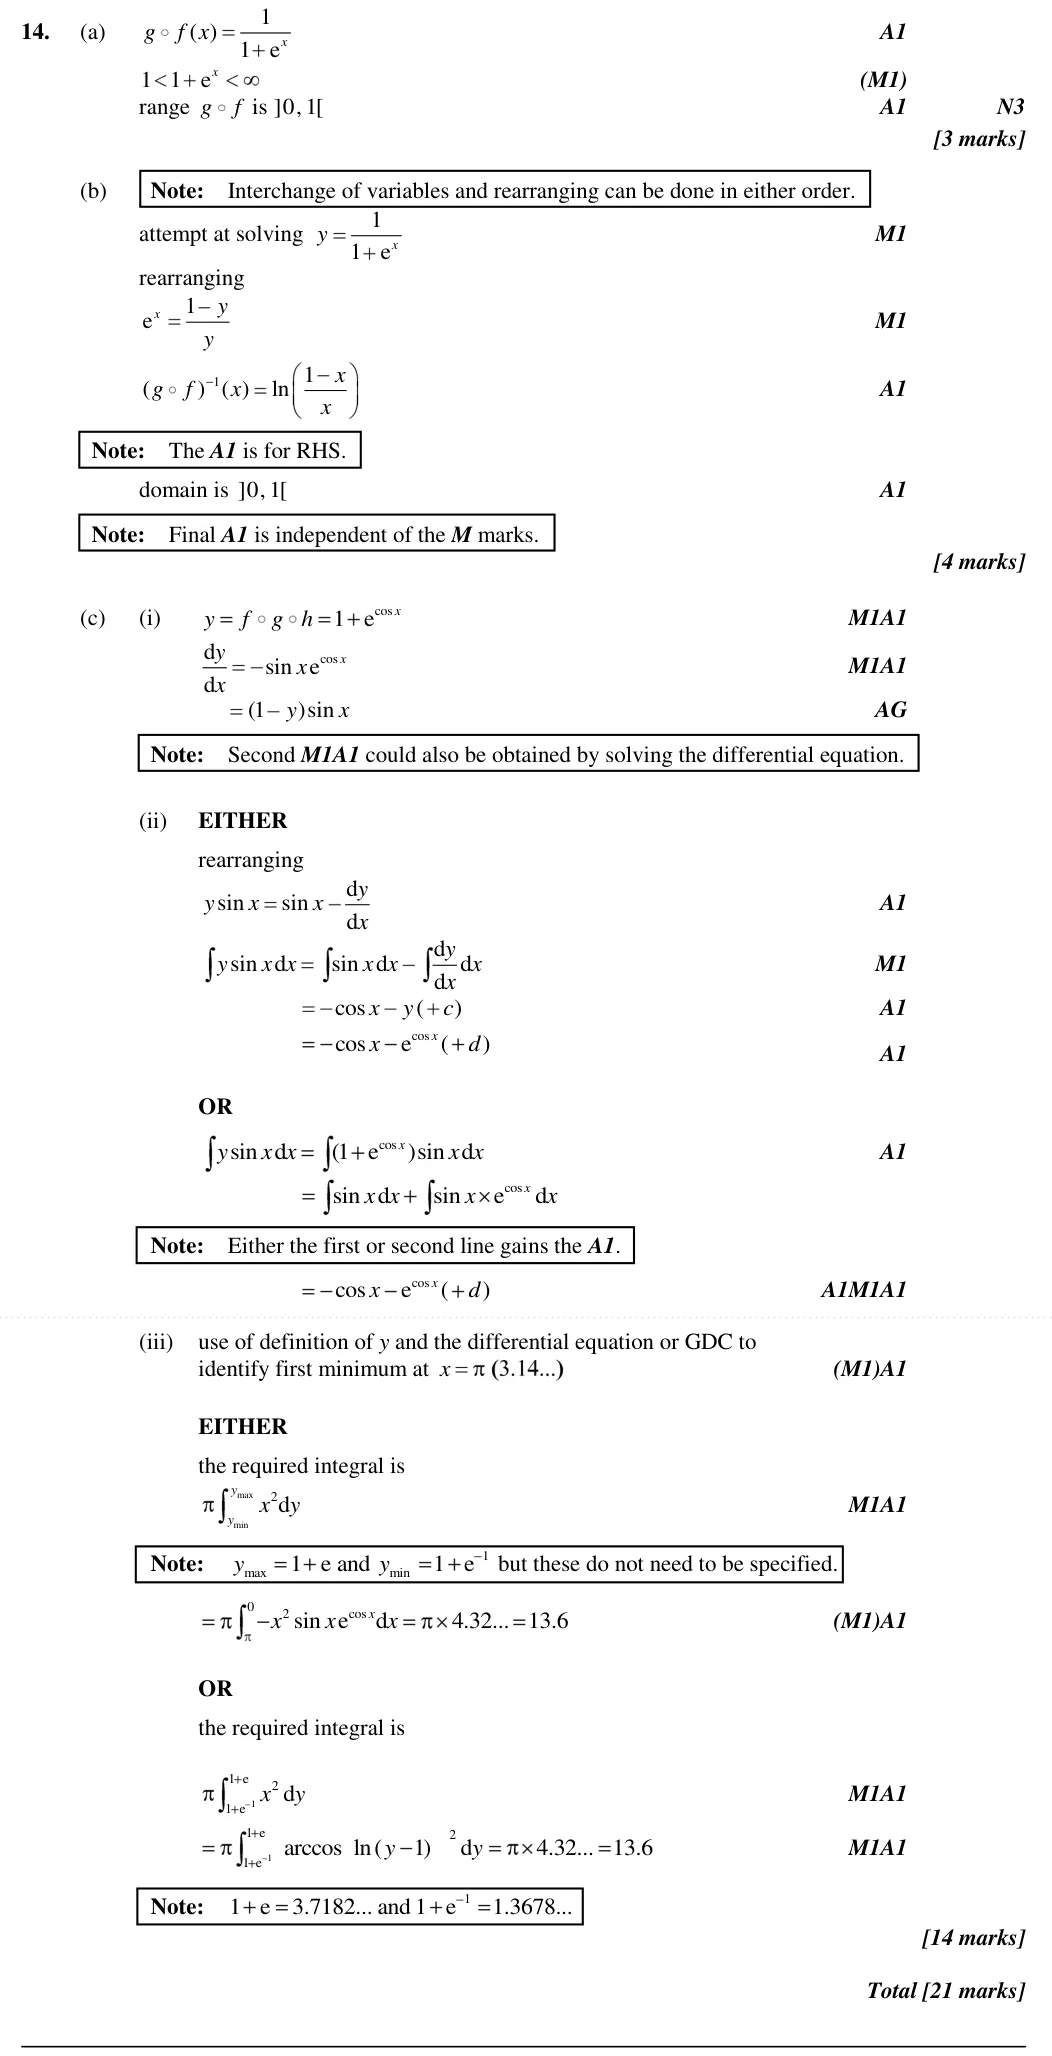 14. (a) g ∘ f (x) = 1/(1 + e^x) A1
1 < 1 + e^x < ∞ (M1)
range g ∘ f is ]0, 1[ A1 N3
[3 marks]
(b) Note: Interchange of variables and rearranging can be done in either order.
attempt at solving y = 1/(1 + e^x) M1
rearranging
e^x = (1 − y)/y M1
(g ∘ f)^−1 (x) = ln((1 − x)/x) A1
Note: The A1 is for RHS.
domain is ]0, 1[ A1
Note: Final A1 is independent of the M marks.
[4 marks]
(c) (i) y = f ∘ g ∘ h = 1 + e^cos x M1A1
dy/dx = −sin x e^cos x M1A1
= (1 − y) sin x AG
Note: Second M1A1 could also be obtained by solving the differential equation.
(ii) EITHER
rearranging
y sin x = sin x − dy/dx A1
∫ y sin x dx = ∫ sin x dx − ∫ dy/dx dx M1
= −cos x − y (+ c) A1
= −cos x − e^cos x (+ d) A1
OR
∫ y sin x dx = ∫ (1 + e^cos x) sin x dx A1
= ∫ sin x dx + ∫ sin x × e^cos x dx
Note: Either the first or second line gains the A1.
= −cos x − e^cos x (+ d) A1M1A1
(iii) use of definition of y and the differential equation or GDC to
identify first minimum at x = π (3.14...) (M1)A1
EITHER
the required integral is
π ∫_{y_min}^{y_max} x² dy M1A1
Note: y_max = 1 + e and y_min = 1 + e^−1 but these do not need to be specified.
= π ∫_π^0 −x² sin x e^cos x dx = π × 4.32... = 13.6 (M1)A1
OR
the required integral is
π ∫_{1+e^−1}^{1+e} x² dy M1A1
= π ∫_{1+e^−1}^{1+e} arccos ln (y − 1) ² dy = π × 4.32... = 13.6 M1A1
Note: 1 + e = 3.7182... and 1 + e^−1 = 1.3678...
[14 marks]
Total [21 marks]